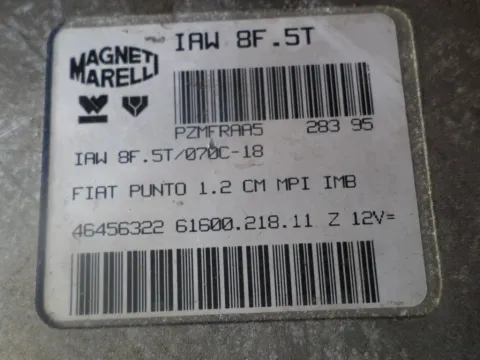 MAGNETI
MARELLI
IAW 8F.5T
PZMFRAA5 283 95
IAW 8F.5T/070C-18
FIAT PUNTO 1.2 CM MPI IMB
46456322 61600.218.11 Z 12V=